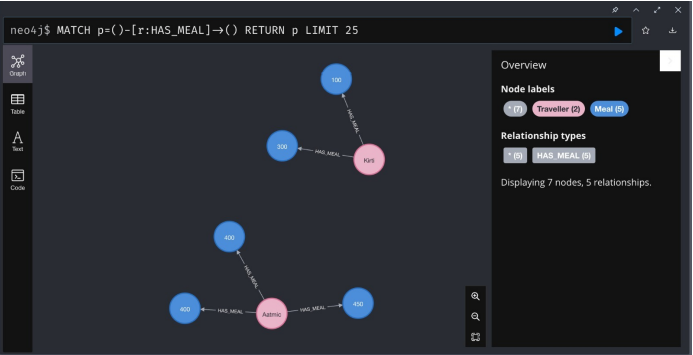 neo4j$ MATCH p=()-[r:HAS_MEAL]→() RETURN p LIMIT 25
Graph
Table
Text
Code
100
HAS_MEAL
300
HAS_MEAL
Kirti
400
HAS_MEAL
400
HAS_MEAL
Aatmic
HAS_MEAL
450
Overview
Node labels
* (7) Traveller (2) Meal (5)
Relationship types
* (5) HAS_MEAL (5)
Displaying 7 nodes, 5 relationships.